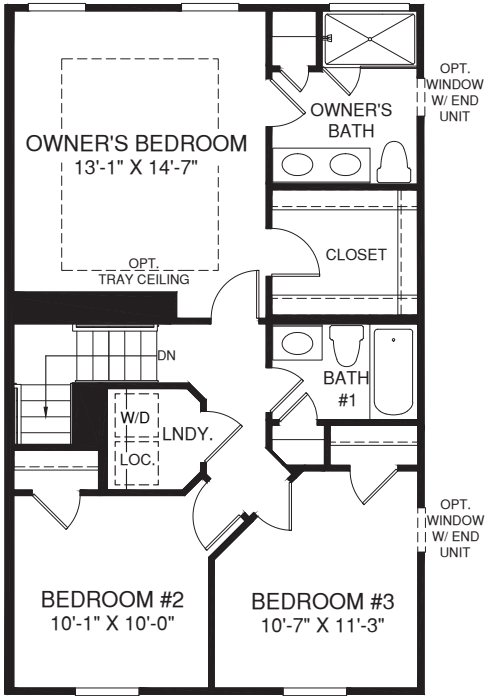 OPT.
WINDOW
W/ END
UNIT
OWNER'S
BATH
OWNER'S BEDROOM
13'-1" X 14'-7"
CLOSET
OPT.
TRAY CEILING
DN
BATH
#1
W/D
LNDY.
LOC.
OPT.
WINDOW
W/ END
UNIT
BEDROOM #2
10'-1" X 10'-0"
BEDROOM #3
10'-7" X 11'-3"